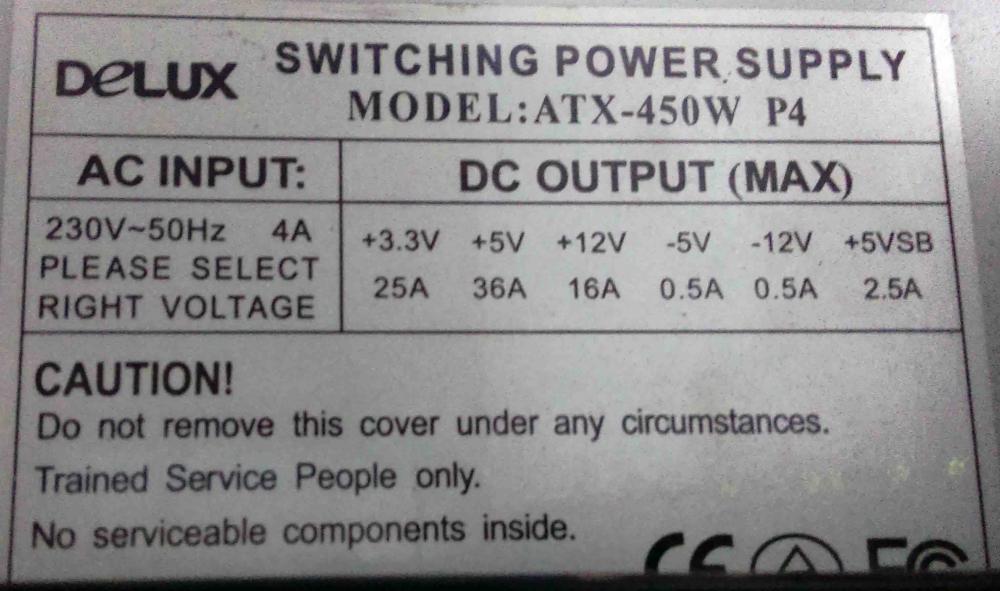 DeLUX
SWITCHING POWER SUPPLY
MODEL:ATX-450W P4
AC INPUT:
230V~50Hz 4A
PLEASE SELECT
RIGHT VOLTAGE
DC OUTPUT (MAX)
+3.3V +5V +12V -5V -12V +5VSB
25A 36A 16A 0.5A 0.5A 2.5A
CAUTION!
Do not remove this cover under any circumstances.
Trained Service People only.
No serviceable components inside.
CE
FC